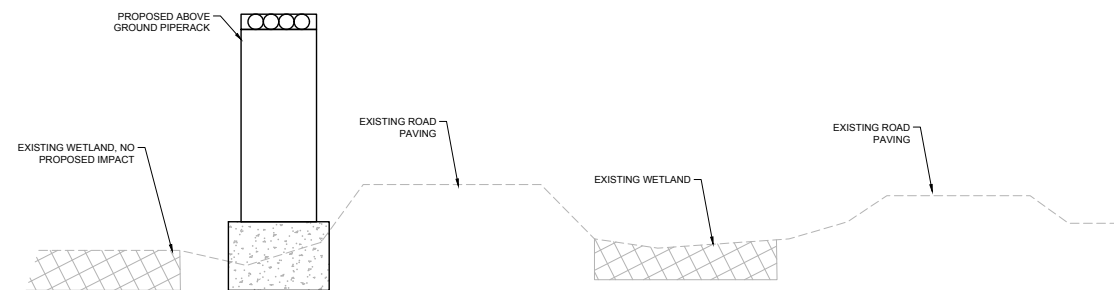 PROPOSED ABOVE
GROUND PIPERACK
EXISTING WETLAND, NO
PROPOSED IMPACT
EXISTING ROAD
PAVING
EXISTING WETLAND
EXISTING ROAD
PAVING